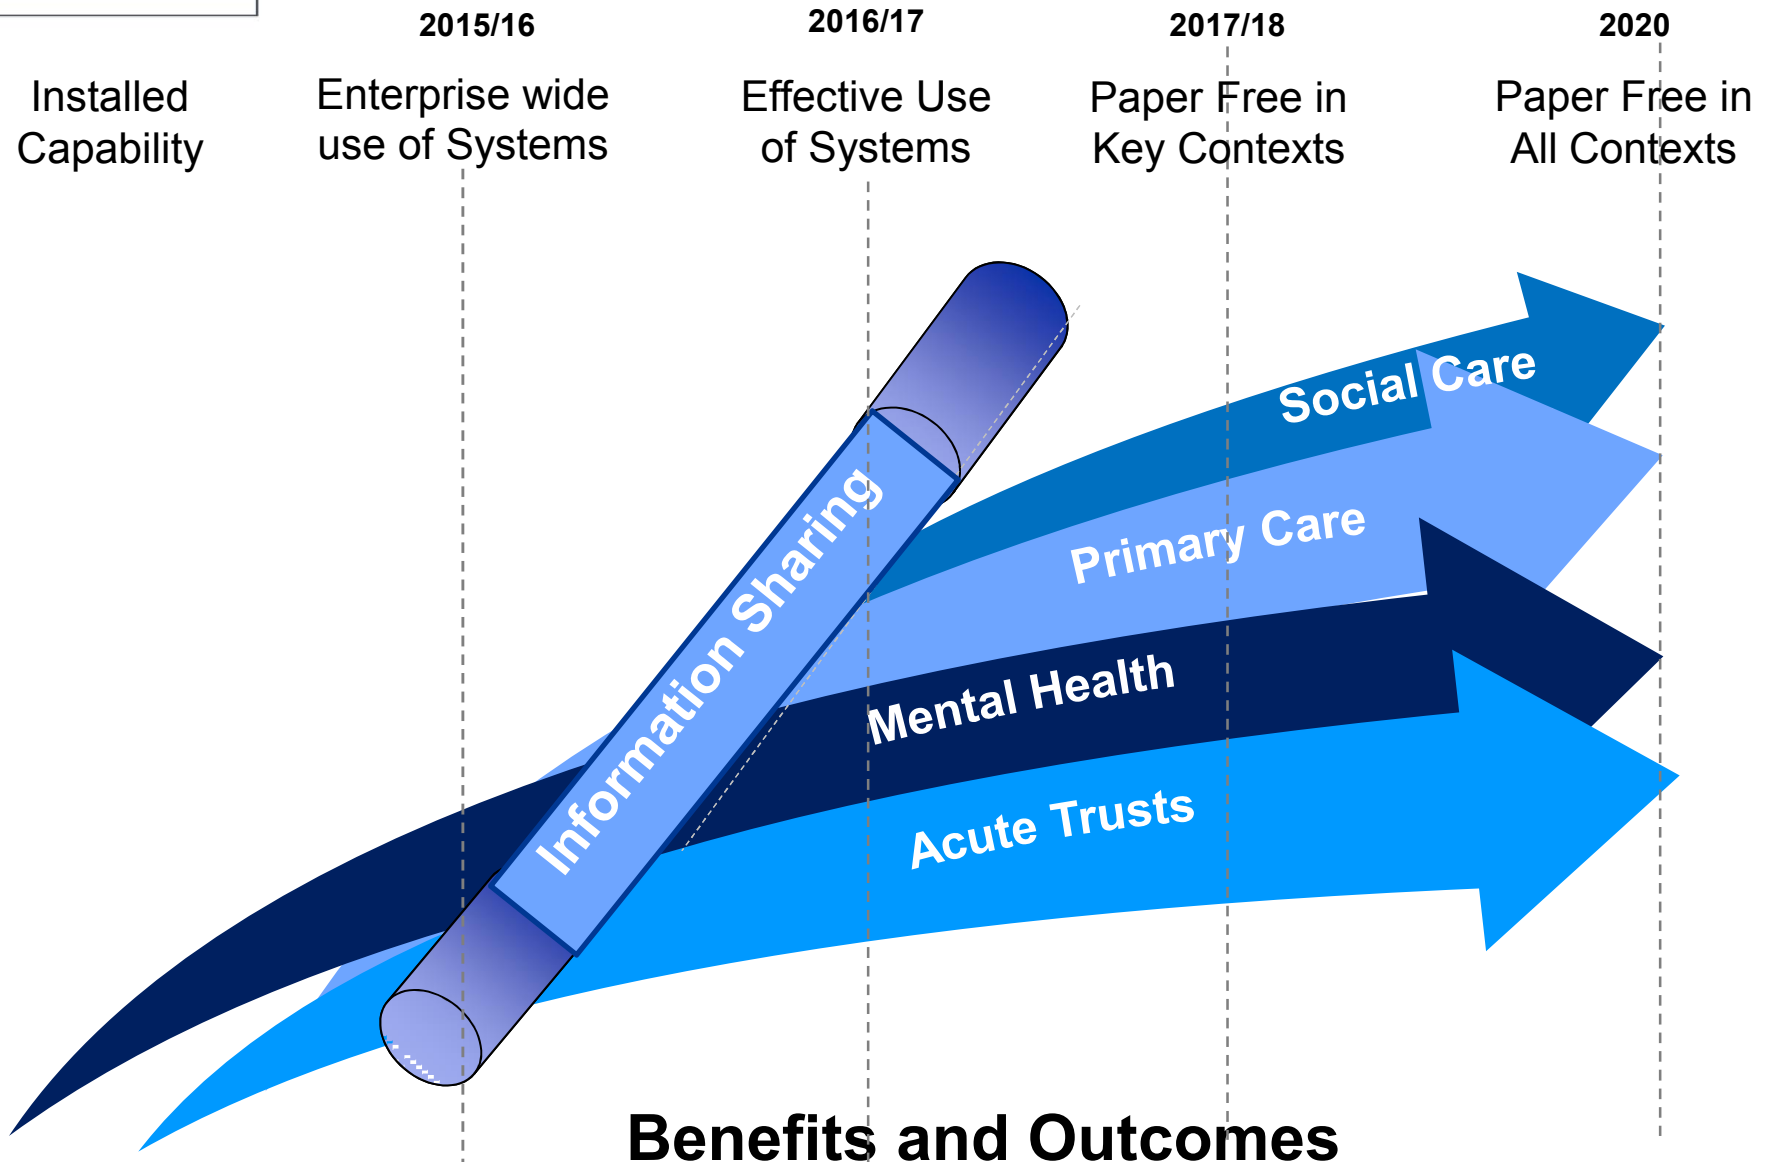 2015/16
2016/17
2017/18
2020
Installed
Capability
Enterprise wide
use of Systems
Effective Use
of Systems
Paper Free in
Key Contexts
Paper Free in
All Contexts
Social Care
Primary Care
Information Sharing
Mental Health
Acute Trusts
Benefits and Outcomes